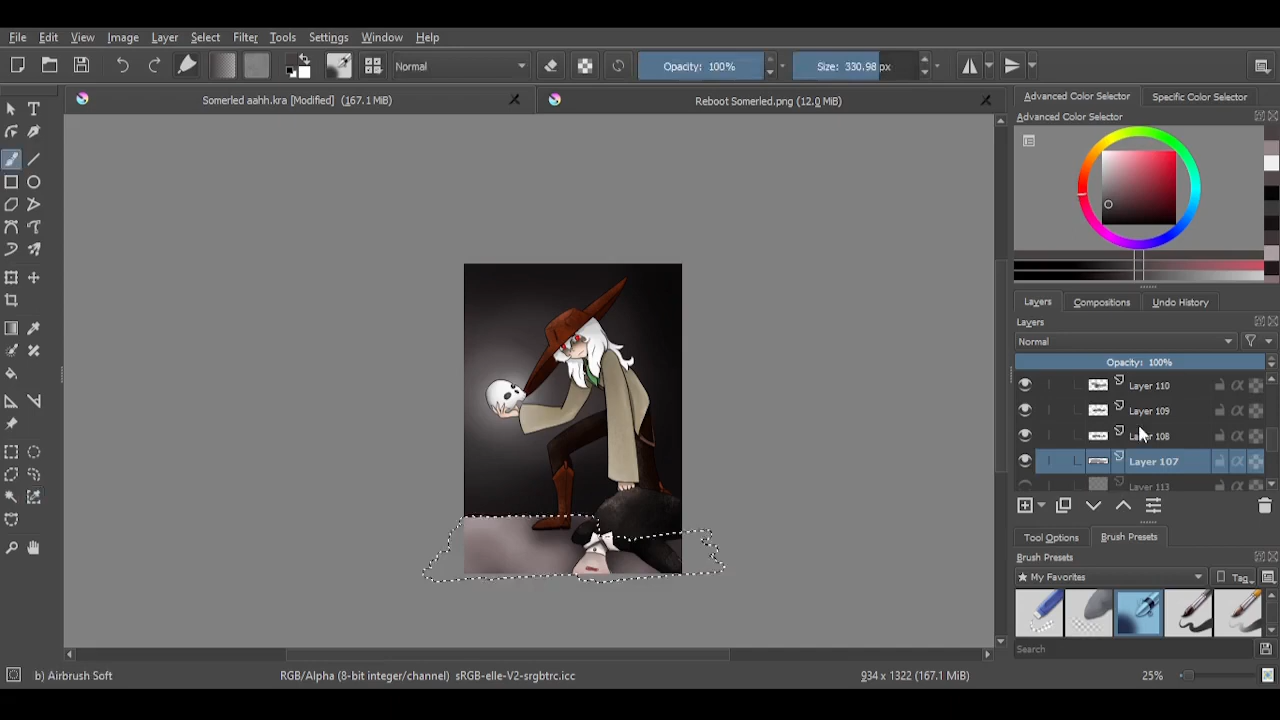 File Edit View Image Layer Select Filter Tools Settings Window Help
Normal Opacity: 100% Size: 330.98 px
Somerled aahh.kra [Modified] (167.1 MiB) Reboot Somerled.png (12.0 MiB)
Advanced Color Selector Specific Color Selector
Advanced Color Selector
Layers Compositions Undo History
Layers
Normal
Opacity: 100%
Layer 110
Layer 109
Layer 108
Layer 107
Layer 113
Tool Options Brush Presets
Brush Presets
★ My Favorites Tag
Search
b) Airbrush Soft RGB/Alpha (8-bit integer/channel) sRGB-elle-V2-srgbtrc.icc 934 x 1322 (167.1 MiB) 25%